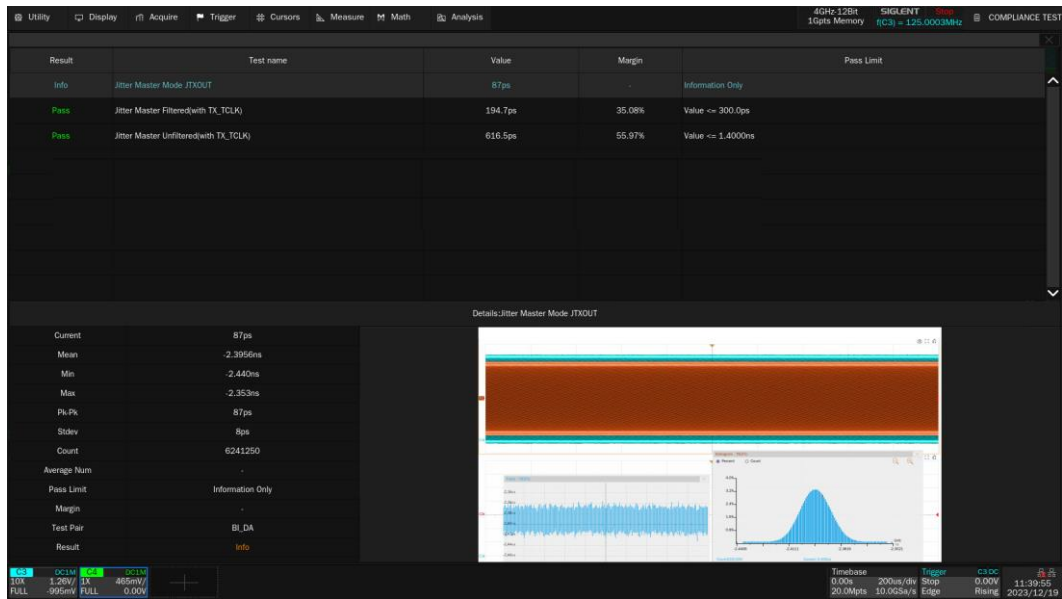 Utility Display Acquire Trigger Cursors Measure Math Analysis 4GHz-12Bit SIGLENT Stop COMPLIANCE TEST
1Gpts Memory f(C3) = 125.0003MHz
Result Test name Value Margin Pass Limit
Info Jitter Master Mode JTXOUT 87ps - Information Only
Pass Jitter Master Filtered(with TX_TCLK) 194.7ps 35.08% Value <= 300.0ps
Pass Jitter Master Unfiltered(with TX_TCLK) 616.5ps 55.97% Value <= 1.4000ns
Details:Jitter Master Mode JTXOUT
Current 87ps
Mean -2.3956ns
Min -2.440ns
Max -2.353ns
Pk-Pk 87ps
Stdev 8ps
Count 6241250
Average Num -
Pass Limit Information Only
Margin -
Test Pair BI_DA
Result Info
C3 DC1M C4 DC1M Timebase Trigger C3 DC
10X 1.26V/ 1X 465mV/ 0.00s 200us/div Stop 0.00V 11:39:55
FULL -995mV FULL 0.00V 20.0Mpts 10.0GSa/s Edge Rising 2023/12/19